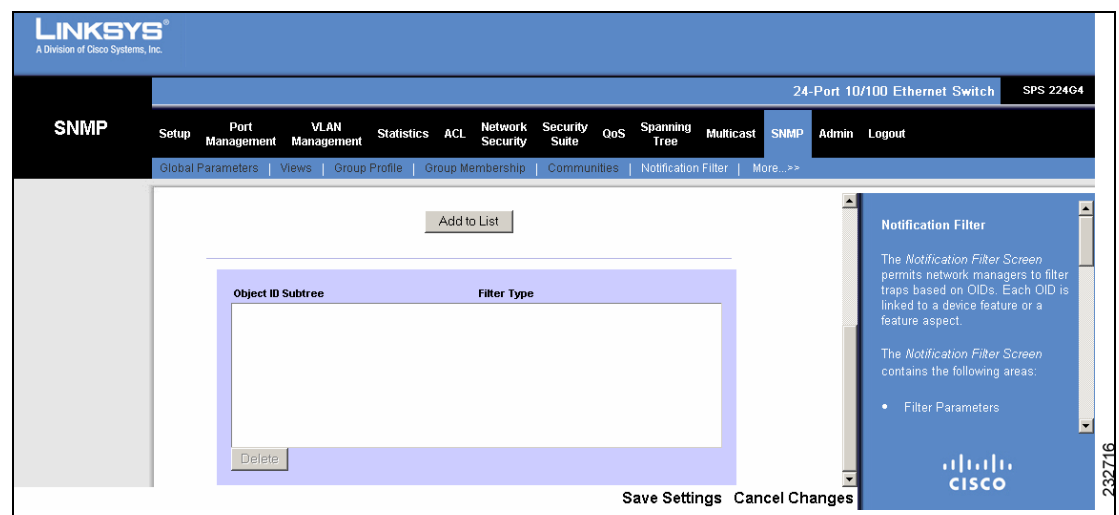 LINKSYS®
A Division of Cisco Systems, Inc.
24-Port 10/100 Ethernet Switch SPS 224G4
SNMP
Setup Port Management VLAN Management Statistics ACL Network Security Security Suite QoS Spanning Tree Multicast SNMP Admin Logout
Global Parameters | Views | Group Profile | Group Membership | Communities | Notification Filter | More...>>
Add to List
Object ID Subtree Filter Type
Delete
Save Settings Cancel Changes
Notification Filter
The Notification Filter Screen
permits network managers to filter
traps based on OIDs. Each OID is
linked to a device feature or a
feature aspect.
The Notification Filter Screen
contains the following areas:
• Filter Parameters
CISCO
232716